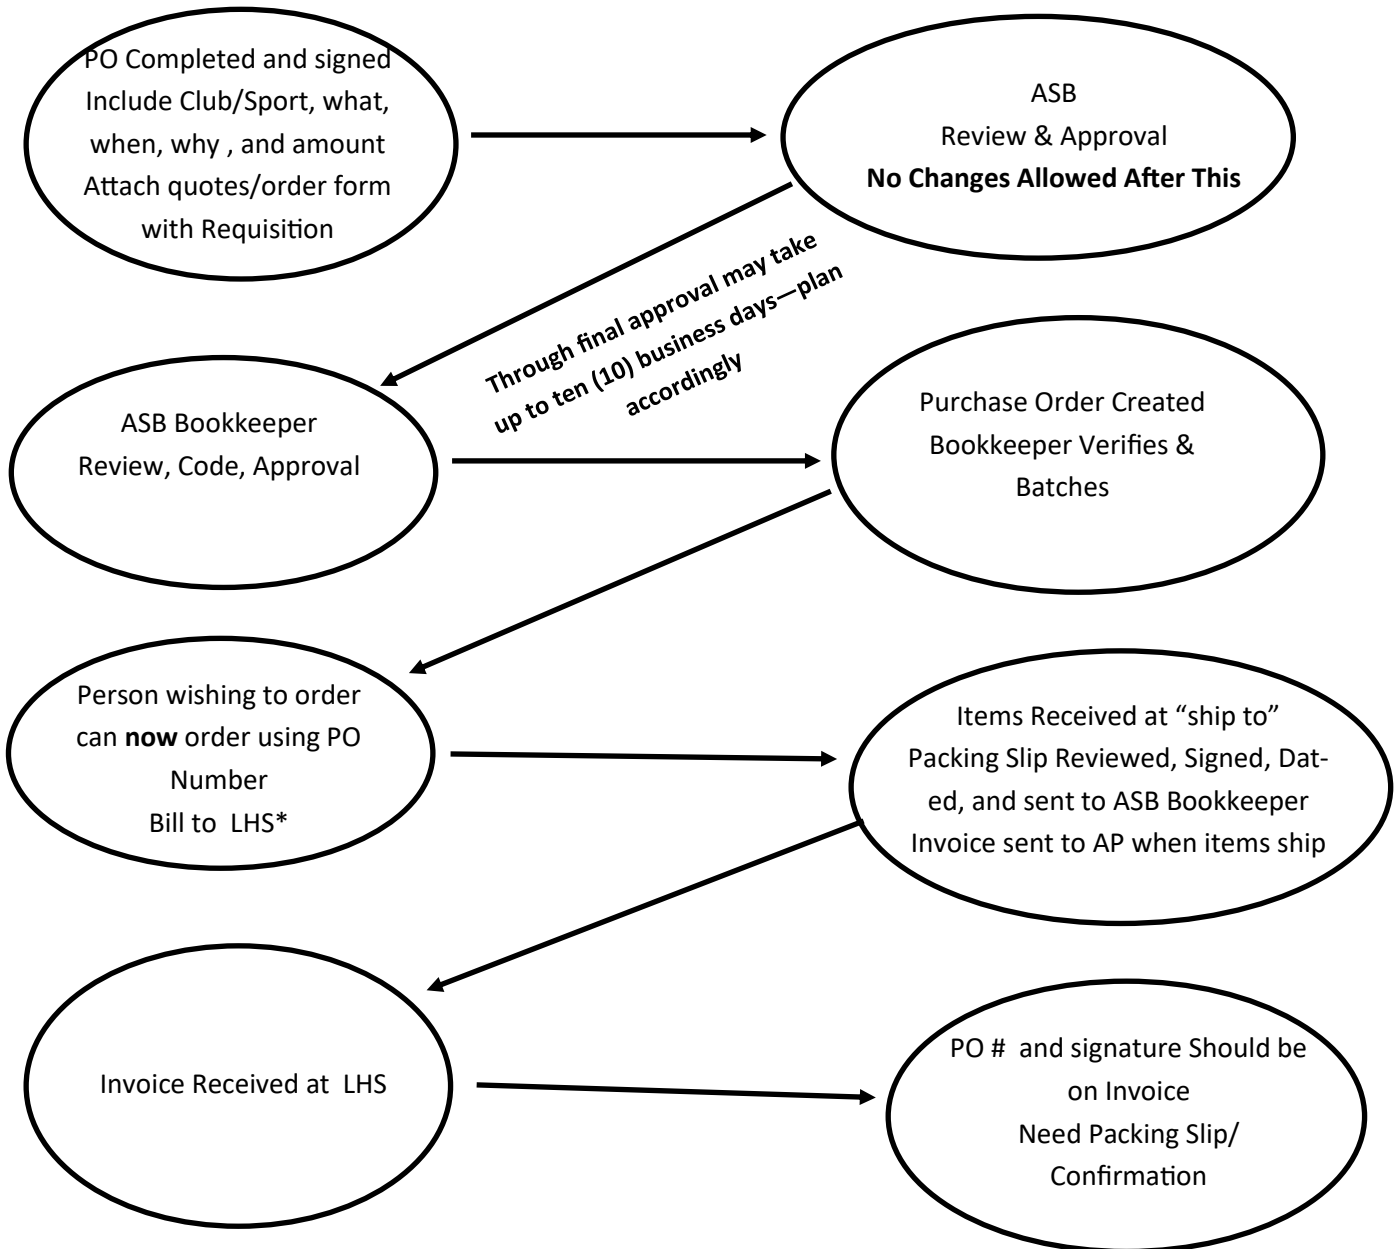 PO Completed and signed
Include Club/Sport, what,
when, why , and amount
Attach quotes/order form
with Requisition
ASB
Review & Approval
No Changes Allowed After This
Through final approval may take
up to ten (10) business days—plan
accordingly
ASB Bookkeeper
Review, Code, Approval
Purchase Order Created
Bookkeeper Verifies &
Batches
Person wishing to order
can now order using PO
Number
Bill to LHS*
Items Received at “ship to”
Packing Slip Reviewed, Signed, Dat-
ed, and sent to ASB Bookkeeper
Invoice sent to AP when items ship
Invoice Received at LHS
PO # and signature Should be
on Invoice
Need Packing Slip/
Confirmation